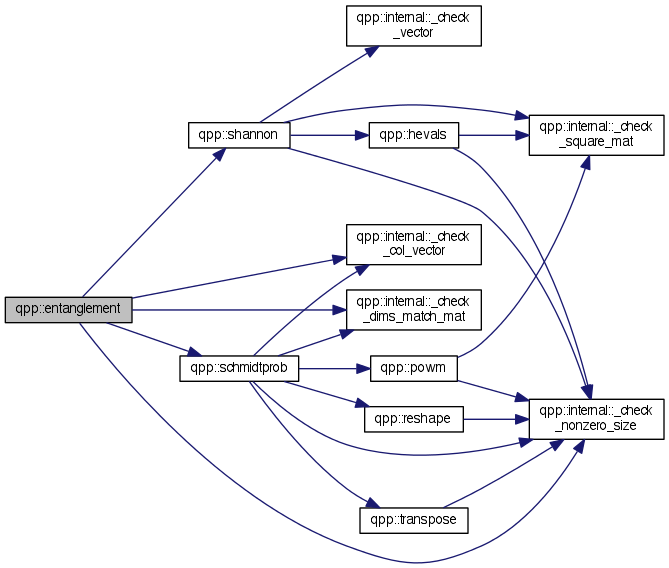 qpp::internal::_check
_vector
qpp::shannon
qpp::hevals
qpp::internal::_check
_square_mat
qpp::internal::_check
_col_vector
qpp::entanglement
qpp::internal::_check
_dims_match_mat
qpp::schmidtprob
qpp::powm
qpp::reshape
qpp::internal::_check
_nonzero_size
qpp::transpose